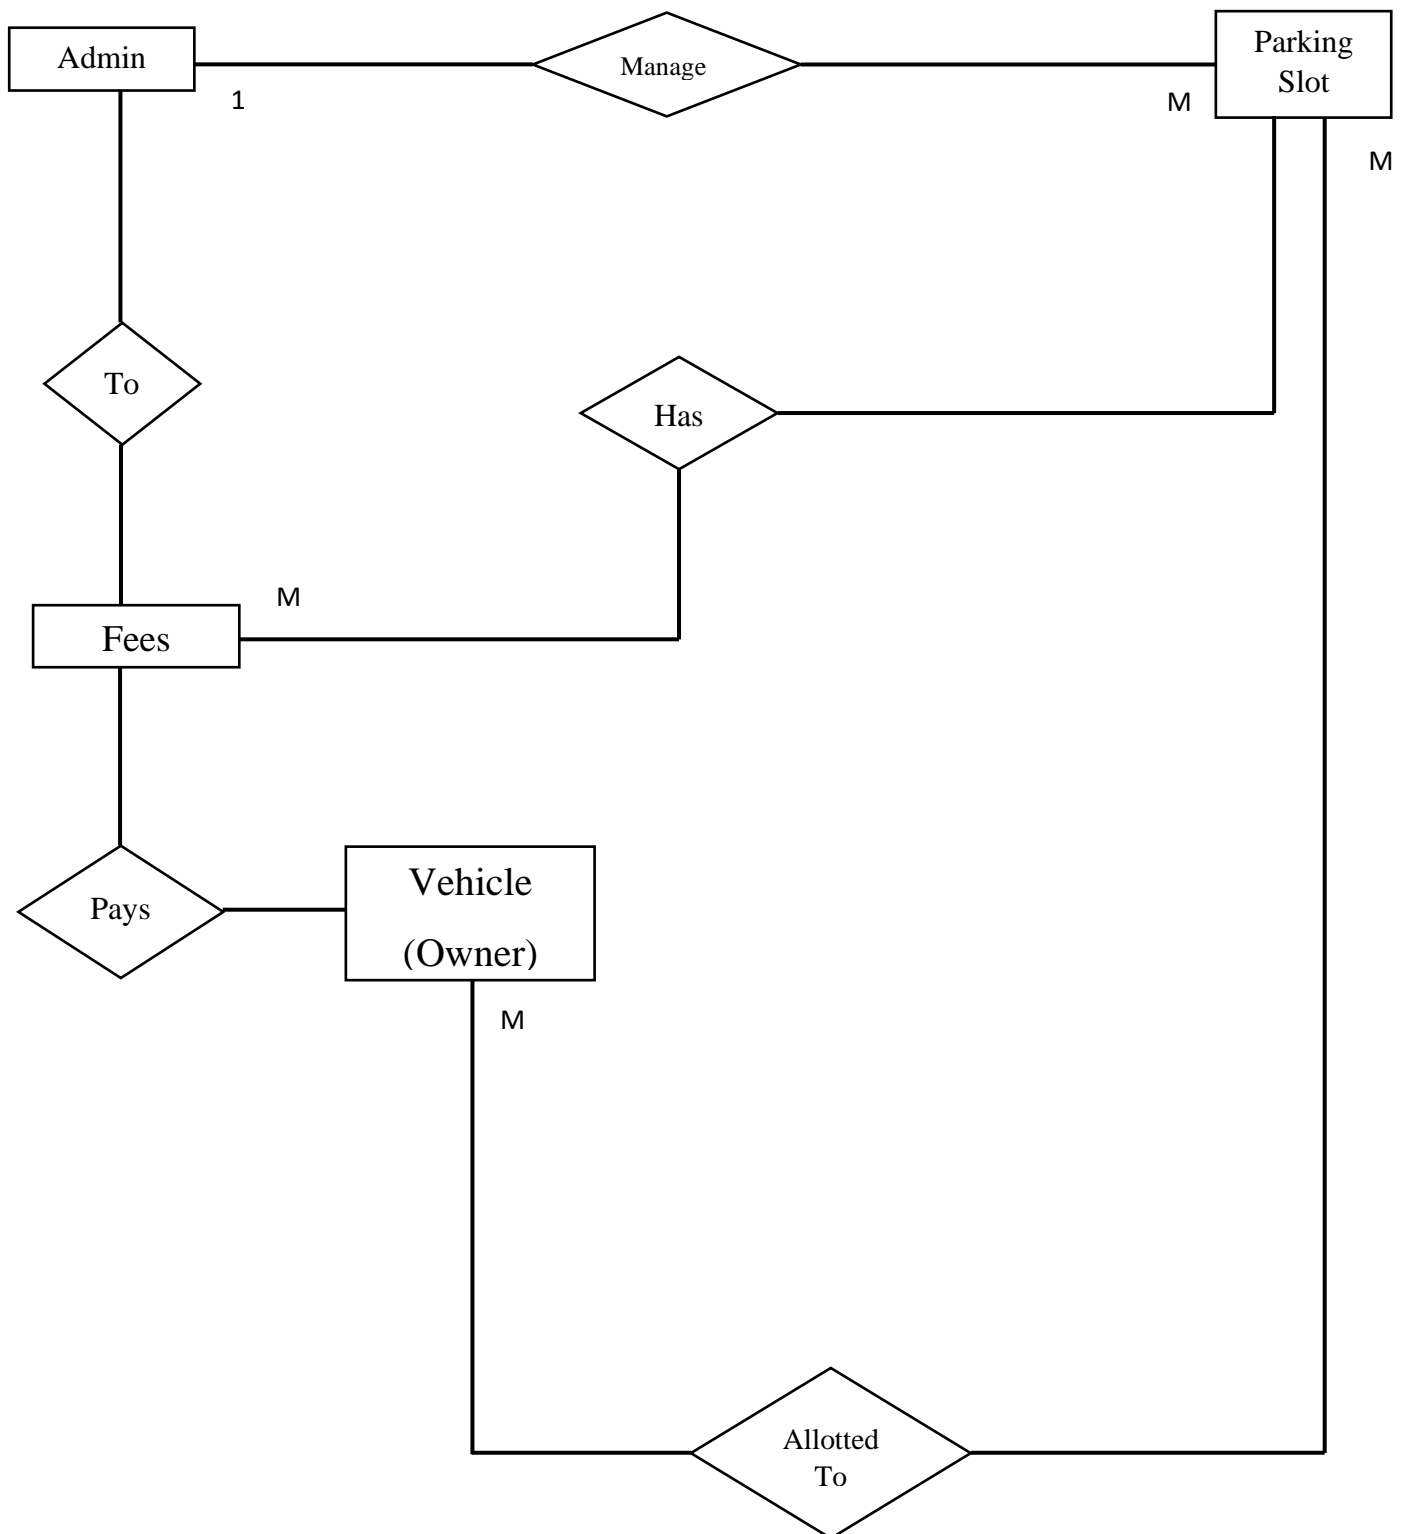 Admin
Manage
Parking
Slot
1
M
M
To
Has
M
Fees
Vehicle
(Owner)
Pays
M
Allotted
To